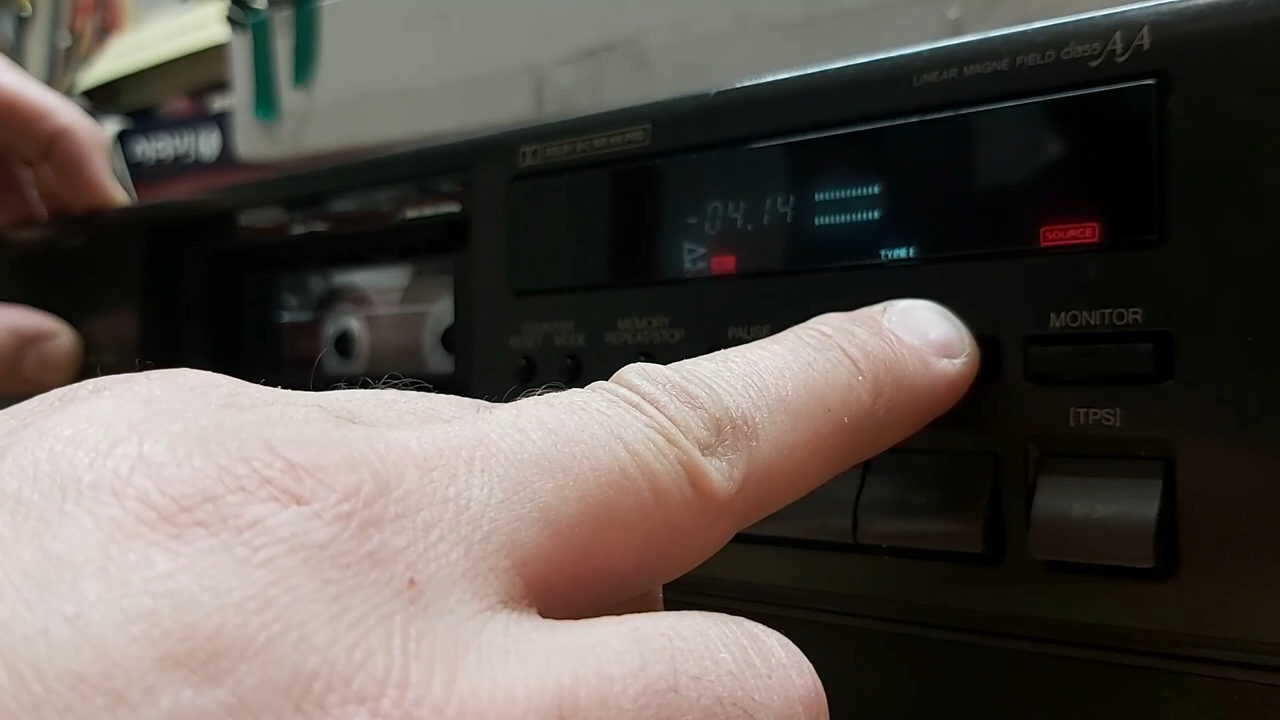 LINEAR MAGNE FIELD class AA
-04.14
TYPE I
SOURCE
COUNTER
RESET MODE
MEMORY
REPEAT/STOP
PAUSE
MONITOR
[TPS]